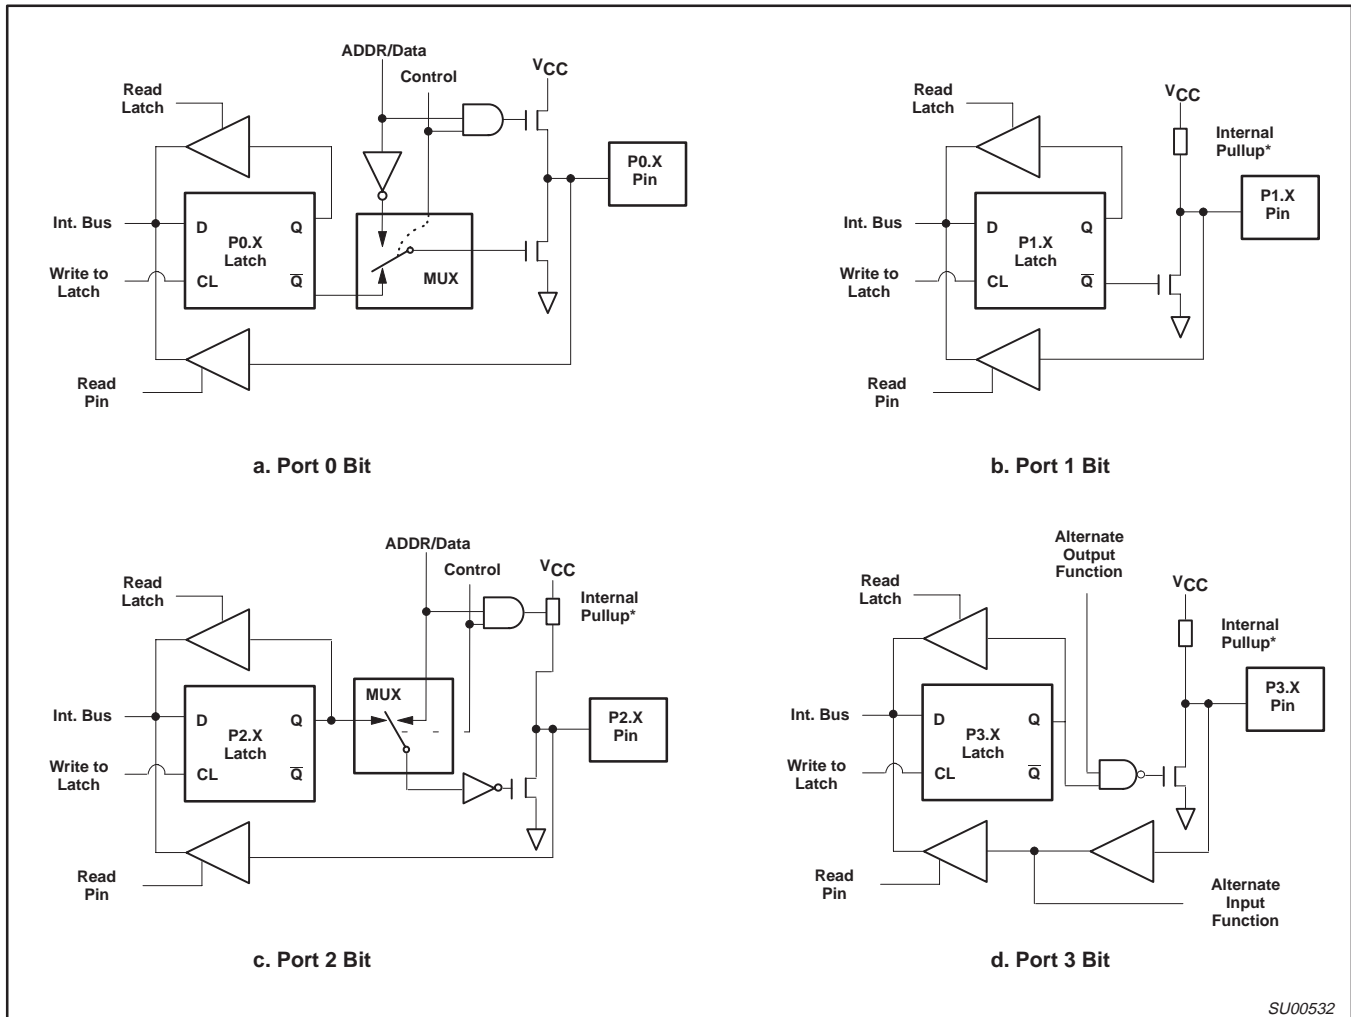 ADDR/Data
Control
VCC
Read
Latch
P0.X
Pin
Int. Bus
D
Q
P0.X
Latch
Write to
Latch
CL
Q
MUX
Read
Pin
a. Port 0 Bit
Read
Latch
VCC
Internal
Pullup*
P1.X
Pin
Int. Bus
D
Q
P1.X
Latch
Write to
Latch
CL
Q
Read
Pin
b. Port 1 Bit
ADDR/Data
Control
VCC
Read
Latch
Internal
Pullup*
MUX
P2.X
Pin
Int. Bus
D
Q
P2.X
Latch
Write to
Latch
CL
Q
Read
Pin
c. Port 2 Bit
Alternate
Output
Function
Read
Latch
VCC
Internal
Pullup*
P3.X
Pin
Int. Bus
D
Q
P3.X
Latch
Write to
Latch
CL
Q
Read
Pin
Alternate
Input
Function
d. Port 3 Bit
SU00532